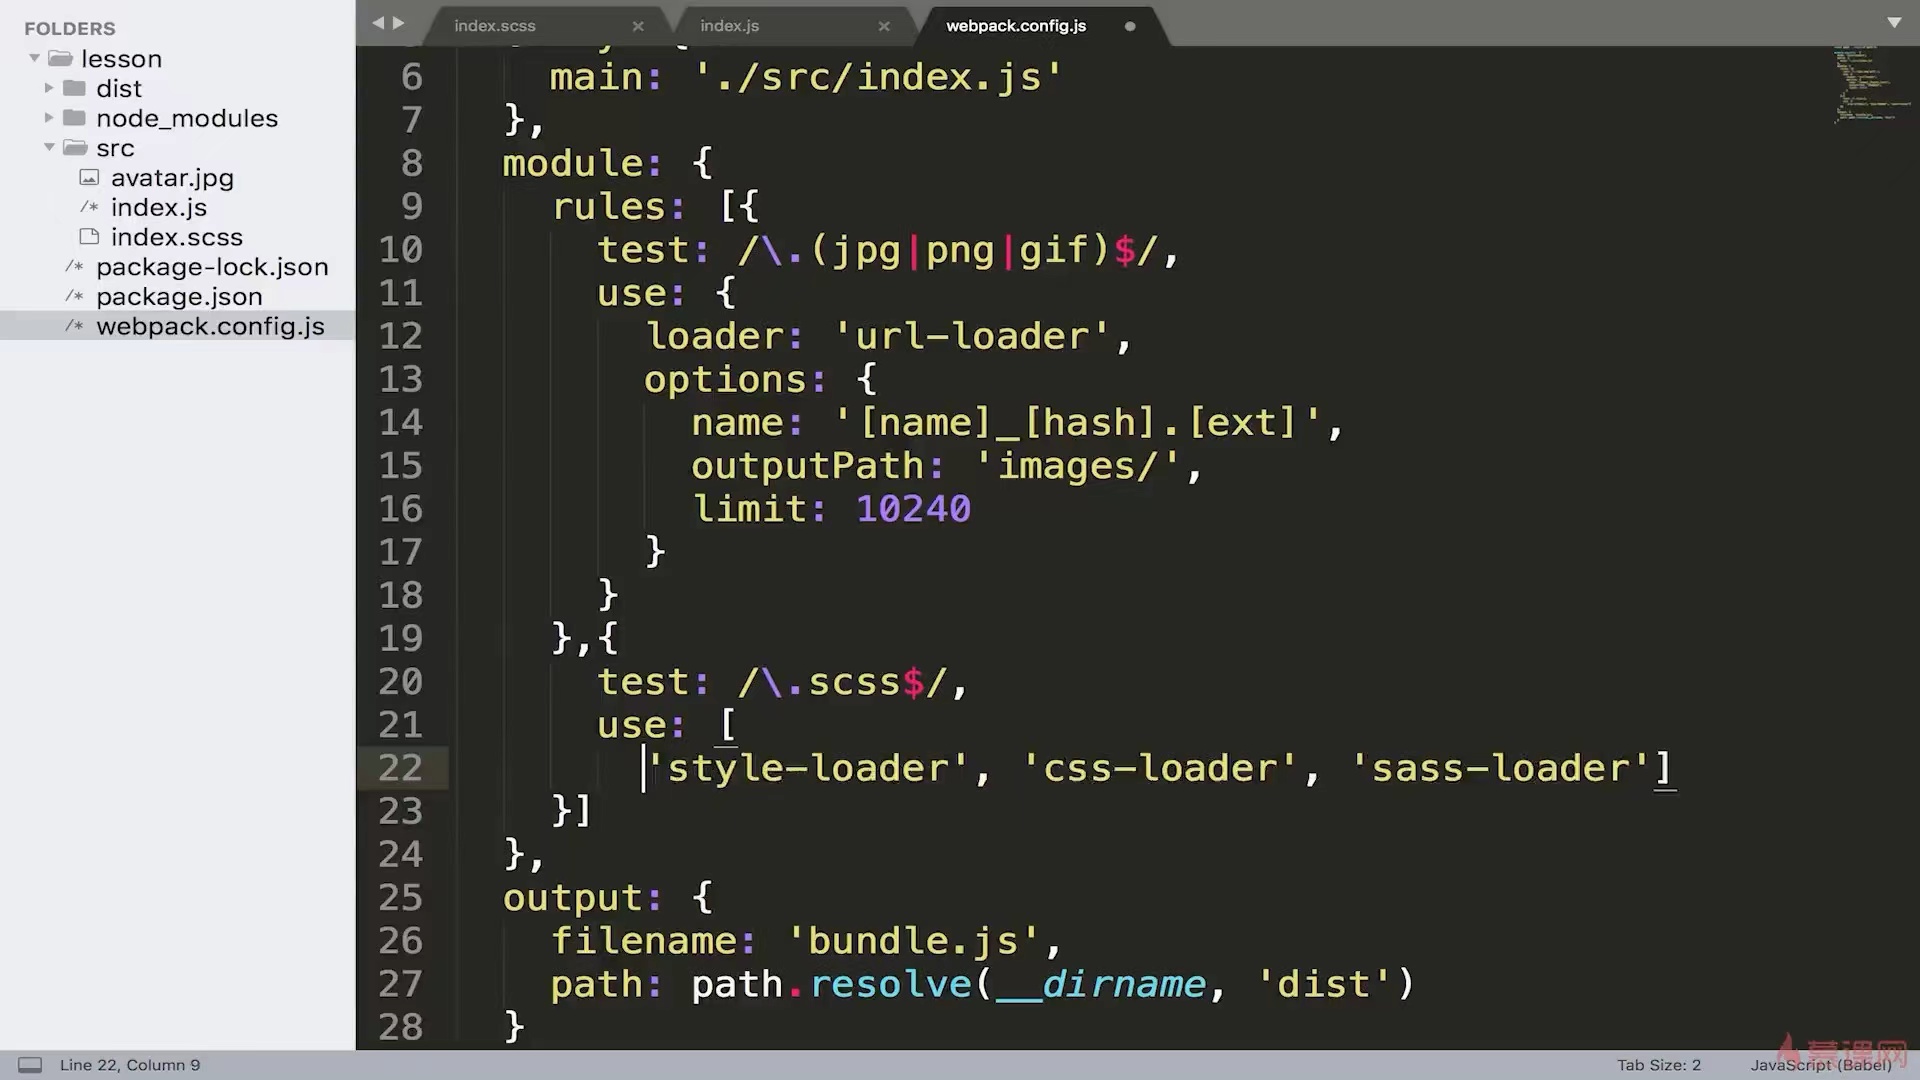 FOLDERS
lesson
dist
node_modules
src
avatar.jpg
/* index.js
index.scss
/* package-lock.json
/* package.json
/* webpack.config.js
index.scss ×
index.js ×
webpack.config.js
6 main: './src/index.js'
7 },
8 module: {
9 rules: [{
10 test: /\.(jpg|png|gif)$/,
11 use: {
12 loader: 'url-loader',
13 options: {
14 name: '[name]_[hash].[ext]',
15 outputPath: 'images/',
16 limit: 10240
17 }
18 }
19 },{
20 test: /\.scss$/,
21 use: [
22 'style-loader', 'css-loader', 'sass-loader']
23 }]
24 },
25 output: {
26 filename: 'bundle.js',
27 path: path.resolve(__dirname, 'dist')
28 }
Line 22, Column 9
Tab Size: 2
JavaScript (Babel)
慕课网